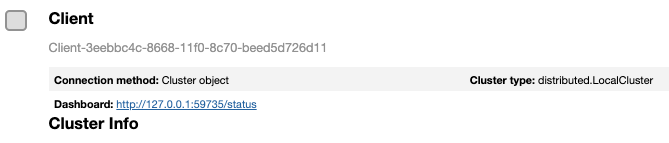 Client
Client-3eebbc4c-8668-11f0-8c70-beed5d726d11
Connection method: Cluster object Cluster type: distributed.LocalCluster
Dashboard: http://127.0.0.1:59735/status
Cluster Info